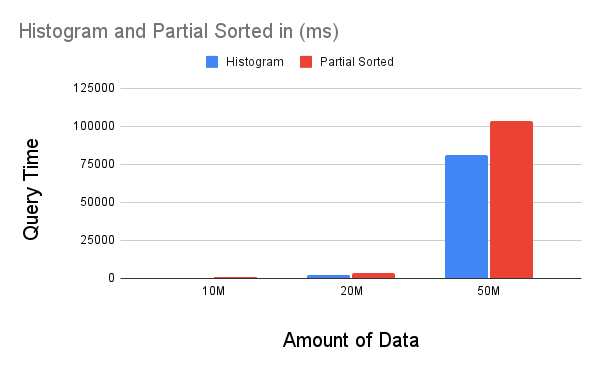 Histogram and Partial Sorted in (ms)
Histogram
Partial Sorted
125000
100000
75000
50000
25000
0
Query Time
10M
20M
50M
Amount of Data